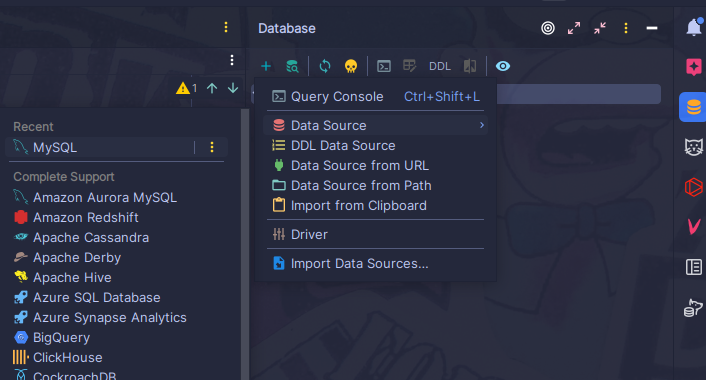 Database
DDL
1
Query Console Ctrl+Shift+L
Data Source
DDL Data Source
Data Source from URL
Data Source from Path
Import from Clipboard
Driver
Import Data Sources...
Recent
MySQL
Complete Support
Amazon Aurora MySQL
Amazon Redshift
Apache Cassandra
Apache Derby
Apache Hive
Azure SQL Database
Azure Synapse Analytics
BigQuery
ClickHouse
CockroachDB